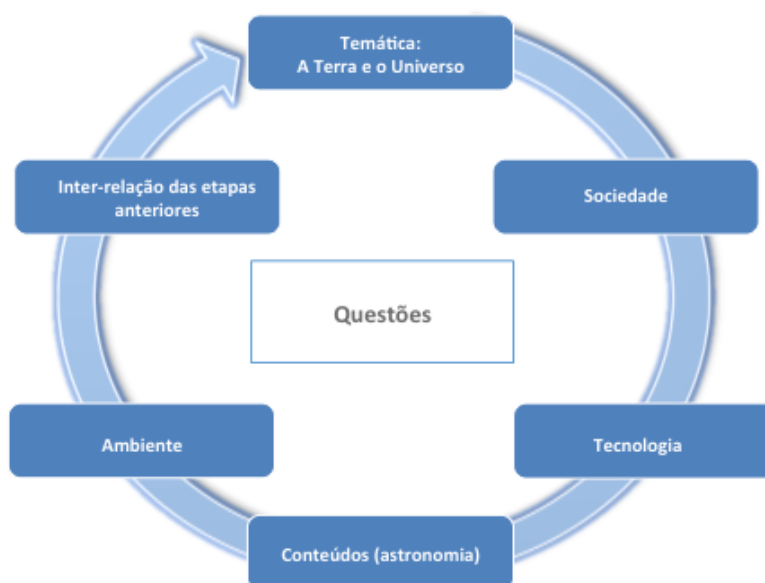 Temática:
A Terra e o Universo
Inter-relação das etapas
anteriores
Sociedade
Questões
Ambiente
Tecnologia
Conteúdos (astronomia)